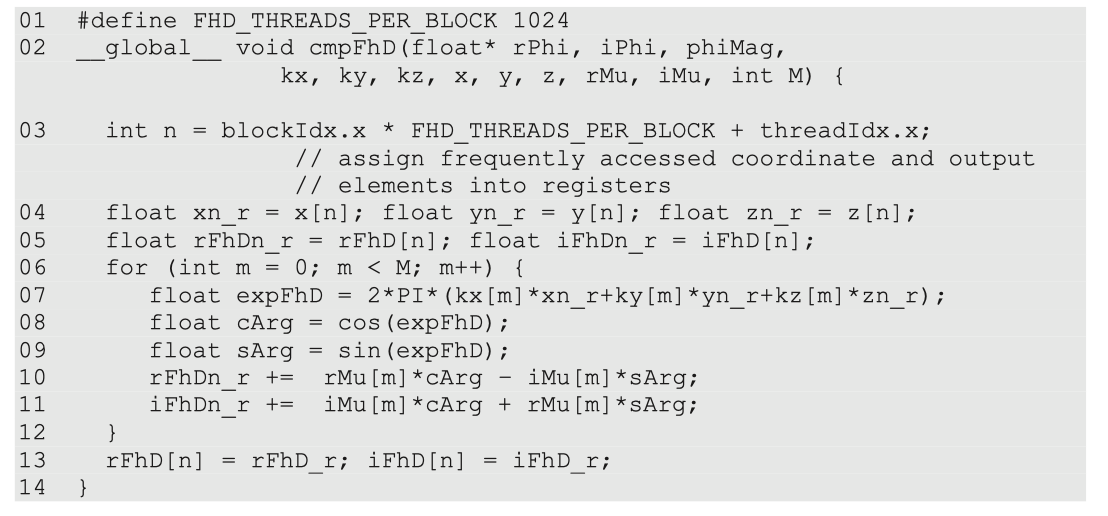 01 #define FHD_THREADS_PER_BLOCK 1024
02 __global__ void cmpFhD(float* rPhi, iPhi, phiMag,
kx, ky, kz, x, y, z, rMu, iMu, int M) {
03 int n = blockIdx.x * FHD_THREADS_PER_BLOCK + threadIdx.x;
// assign frequently accessed coordinate and output
// elements into registers
04 float xn_r = x[n]; float yn_r = y[n]; float zn_r = z[n];
05 float rFhDn_r = rFhD[n]; float iFhDn_r = iFhD[n];
06 for (int m = 0; m < M; m++) {
07 float expFhD = 2*PI*(kx[m]*xn_r+ky[m]*yn_r+kz[m]*zn_r);
08 float cArg = cos(expFhD);
09 float sArg = sin(expFhD);
10 rFhDn_r += rMu[m]*cArg – iMu[m]*sArg;
11 iFhDn_r += iMu[m]*cArg + rMu[m]*sArg;
12 }
13 rFhD[n] = rFhD_r; iFhD[n] = iFhD_r;
14 }